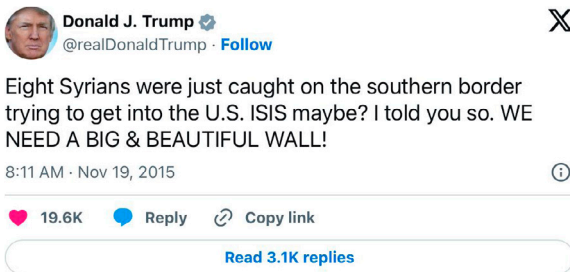 Donald J. Trump
@realDonaldTrump · Follow
Eight Syrians were just caught on the southern border
trying to get into the U.S. ISIS maybe? I told you so. WE
NEED A BIG & BEAUTIFUL WALL!
8:11 AM · Nov 19, 2015
19.6K Reply Copy link
Read 3.1K replies